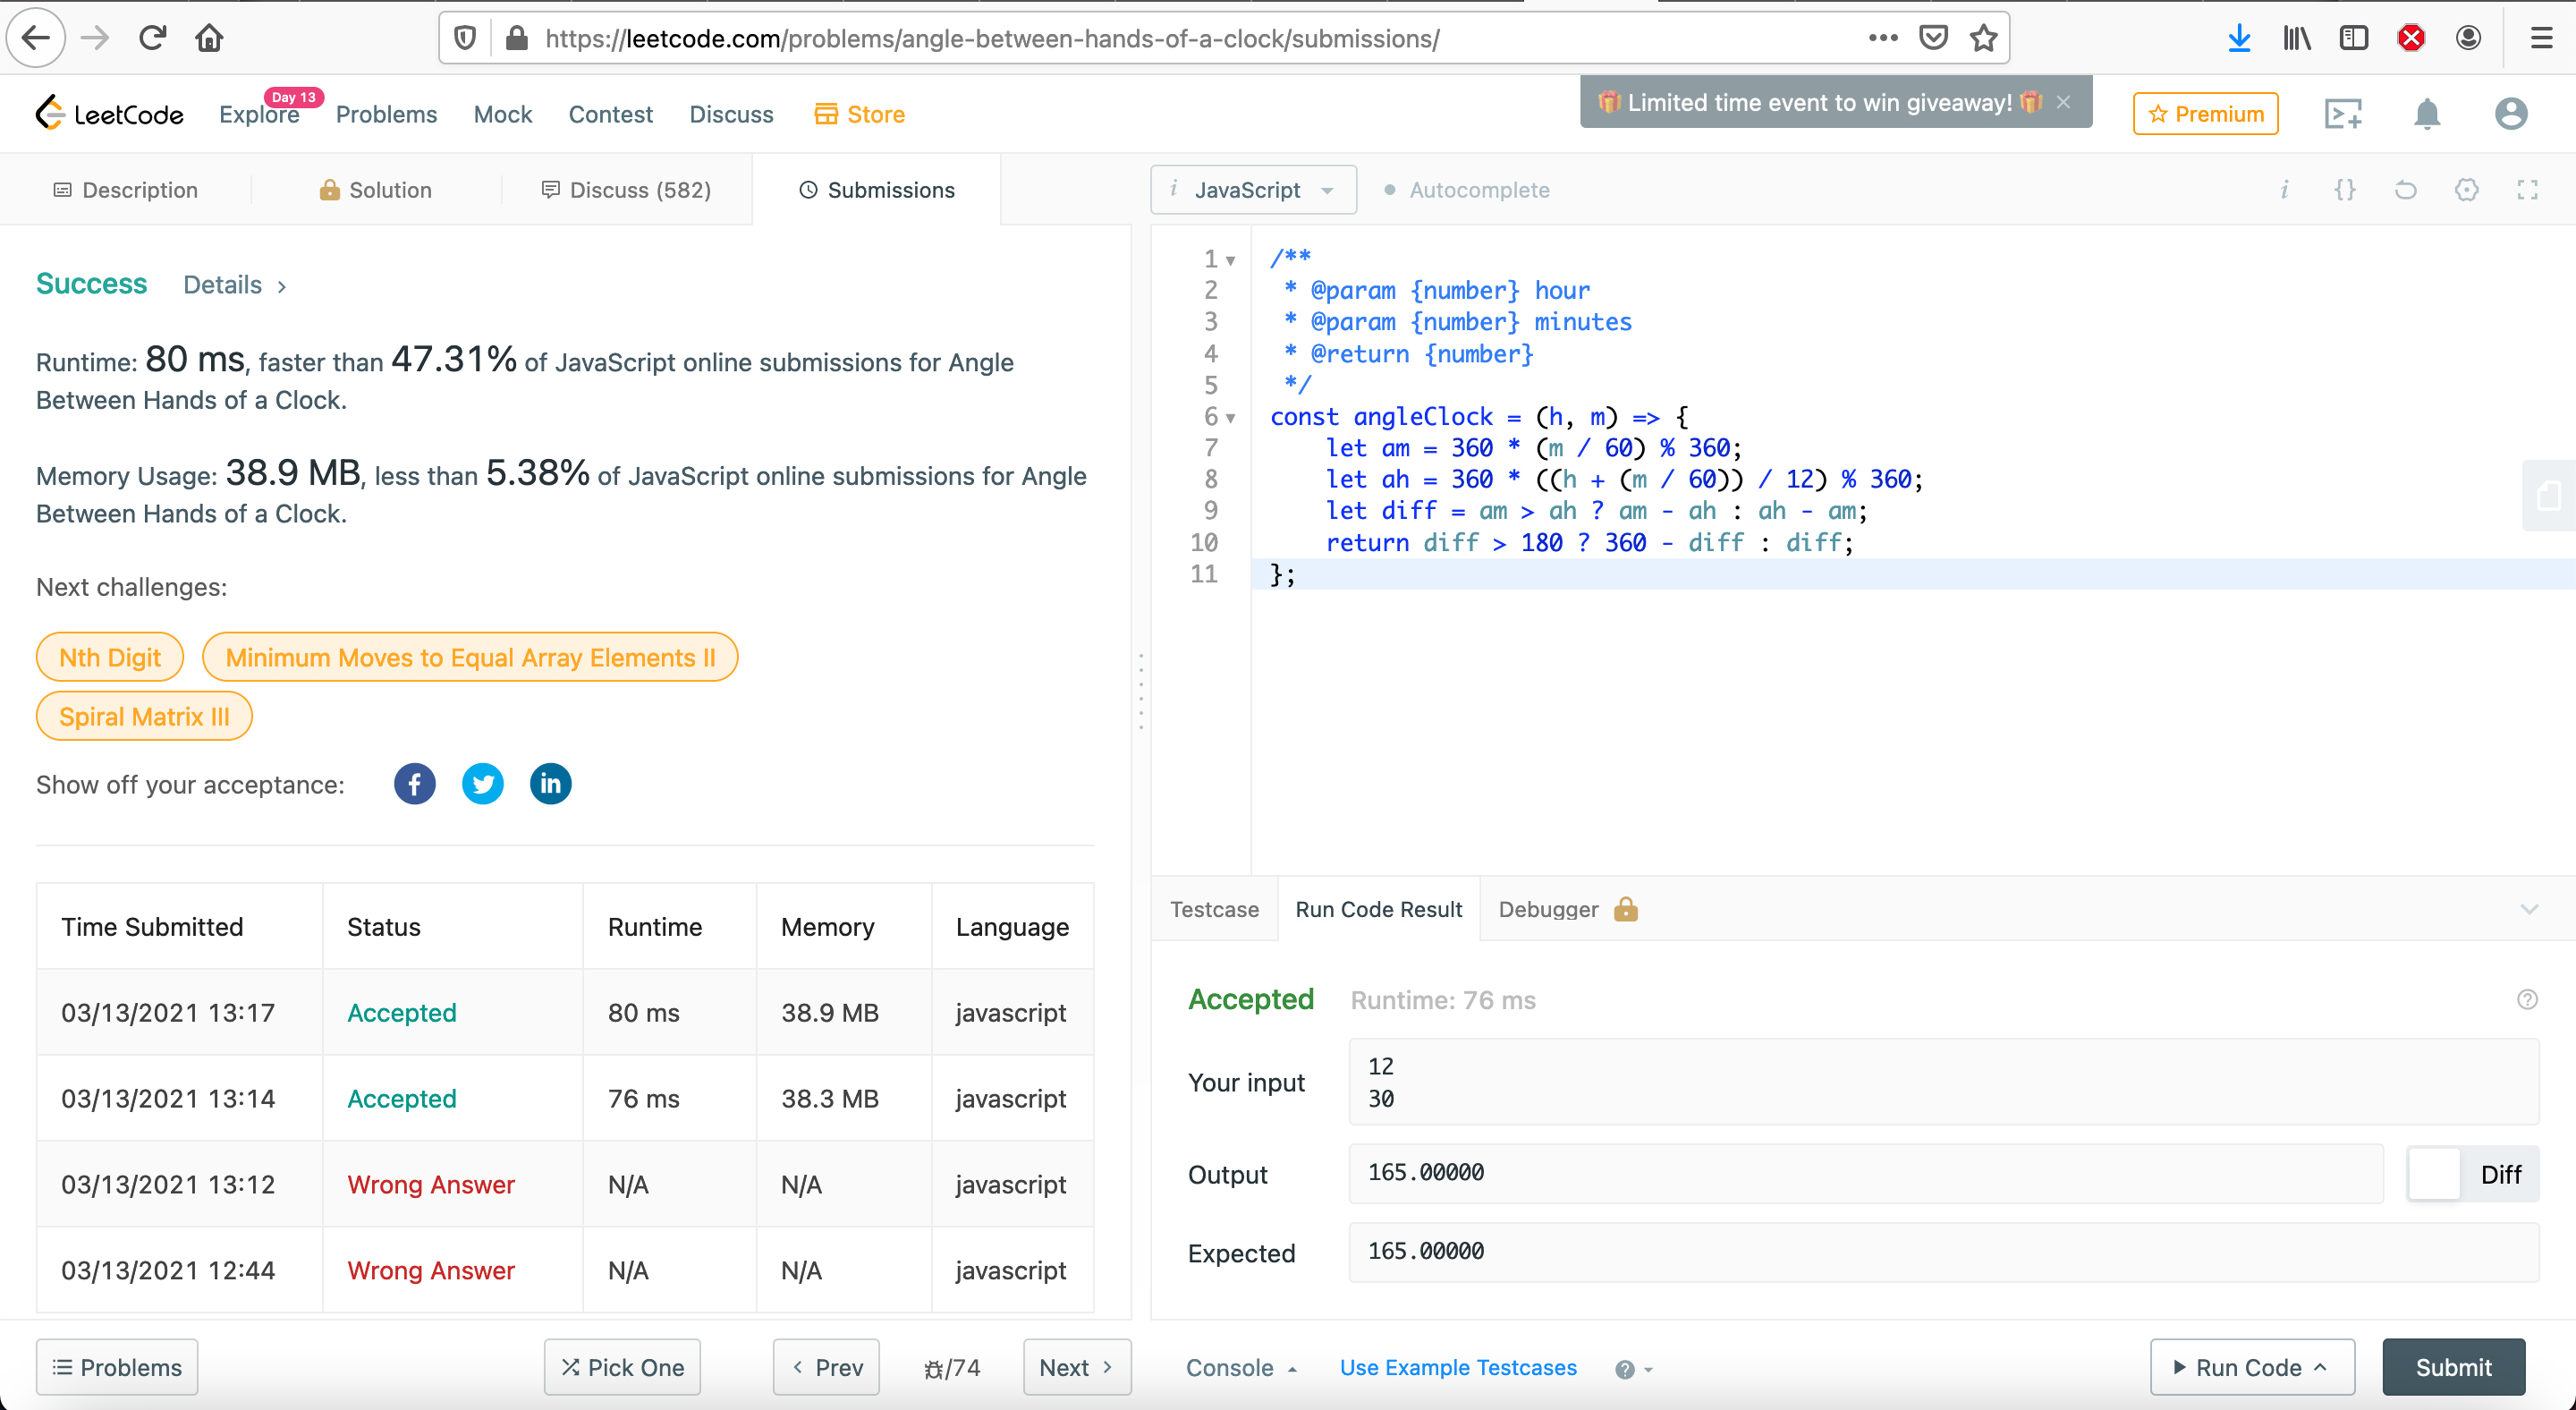 https://leetcode.com/problems/angle-between-hands-of-a-clock/submissions/
LeetCode
Explore
Day 13
Problems
Mock
Contest
Discuss
Store
Limited time event to win giveaway!
Premium
Description
Solution
Discuss (582)
Submissions
i JavaScript
Autocomplete
Success Details
Runtime: 80 ms, faster than 47.31% of JavaScript online submissions for Angle
Between Hands of a Clock.
Memory Usage: 38.9 MB, less than 5.38% of JavaScript online submissions for Angle
Between Hands of a Clock.
Next challenges:
Nth Digit
Minimum Moves to Equal Array Elements II
Spiral Matrix III
Show off your acceptance:
Time Submitted Status Runtime Memory Language
03/13/2021 13:17 Accepted 80 ms 38.9 MB javascript
03/13/2021 13:14 Accepted 76 ms 38.3 MB javascript
03/13/2021 13:12 Wrong Answer N/A N/A javascript
03/13/2021 12:44 Wrong Answer N/A N/A javascript
Problems
Pick One
Prev
/74
Next
1 /**
2 * @param {number} hour
3 * @param {number} minutes
4 * @return {number}
5 */
6 const angleClock = (h, m) => {
7 let am = 360 * (m / 60) % 360;
8 let ah = 360 * ((h + (m / 60)) / 12) % 360;
9 let diff = am > ah ? am - ah : ah - am;
10 return diff > 180 ? 360 - diff : diff;
11 };
Testcase
Run Code Result
Debugger
Accepted Runtime: 76 ms
Your input
12
30
Output
165.00000
Diff
Expected
165.00000
Console
Use Example Testcases
Run Code
Submit